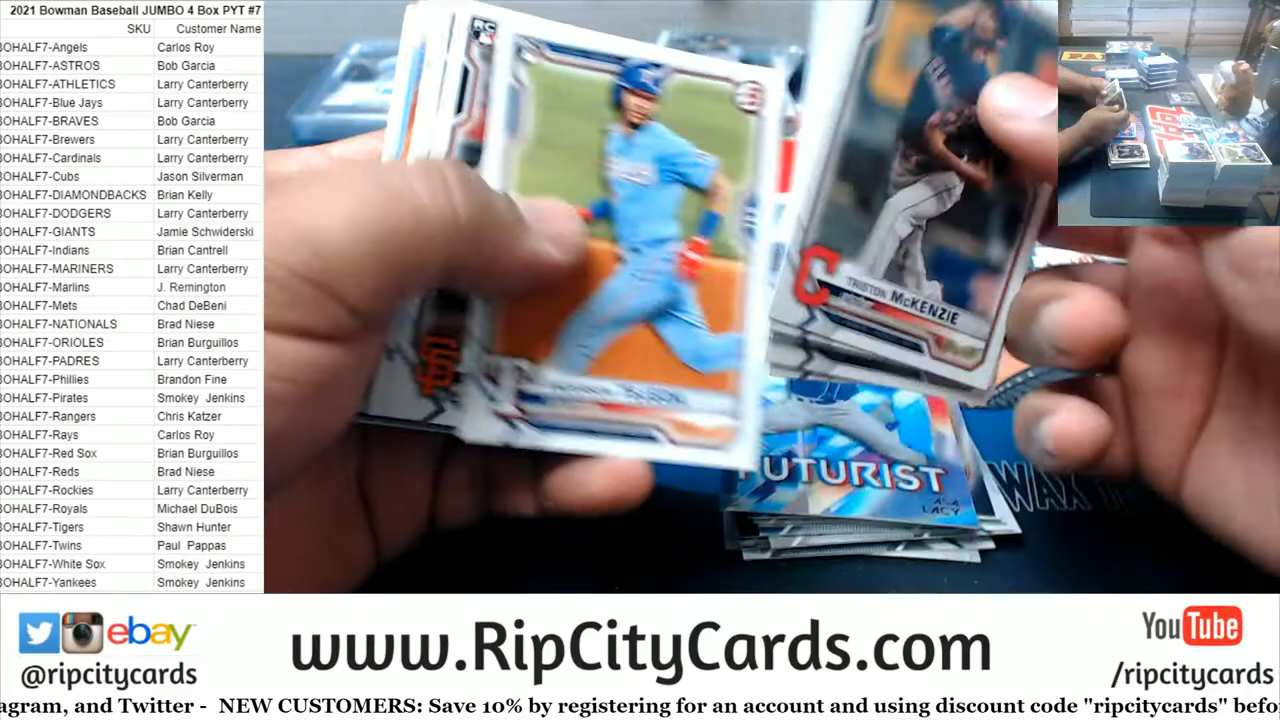 2021 Bowman Baseball JUMBO 4 Box PYT #7
SKU Customer Name
BOHALF7-Angels Carlos Roy
BOHALF7-ASTROS Bob Garcia
BOHALF7-ATHLETICS Larry Canterberry
BOHALF7-Blue Jays Larry Canterberry
BOHALF7-BRAVES Bob Garcia
BOHALF7-Brewers Larry Canterberry
BOHALF7-Cardinals Larry Canterberry
BOHALF7-Cubs Jason Silverman
BOHALF7-DIAMONDBACKS Brian Kelly
BOHALF7-DODGERS Larry Canterberry
BOHALF7-GIANTS Jamie Schwiderski
BOHALF7-Indians Brian Cantrell
BOHALF7-MARINERS Larry Canterberry
BOHALF7-Marlins J. Remington
BOHALF7-Mets Chad DeBeni
BOHALF7-NATIONALS Brad Niese
BOHALF7-ORIOLES Brian Burguillos
BOHALF7-PADRES Larry Canterberry
BOHALF7-Phillies Brandon Fine
BOHALF7-Pirates Smokey Jenkins
BOHALF7-Rangers Chris Katzer
BOHALF7-Rays Carlos Roy
BOHALF7-Red Sox Brian Burguillos
BOHALF7-Reds Brad Niese
BOHALF7-Rockies Larry Canterberry
BOHALF7-Royals Michael DuBois
BOHALF7-Tigers Shawn Hunter
BOHALF7-Twins Paul Pappas
BOHALF7-White Sox Smokey Jenkins
BOHALF7-Yankees Smokey Jenkins
RC
TRISTON McKENZIE
FUTURIST
ASA
LACY
WAX
ebay
@ripcitycards
www.RipCityCards.com
YouTube
/ripcitycards
agram, and Twitter - NEW CUSTOMERS: Save 10% by registering for an account and using discount code "ripcitycards" befo